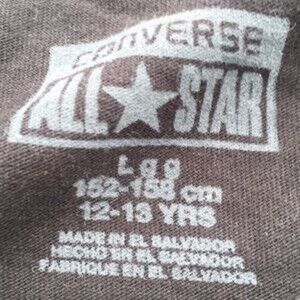 CONVERSE
ALL STAR
L g g
152-158 cm
12-13 YRS
MADE IN EL SALVADOR
HECHO EN EL SALVADOR
FABRIQUE EN EL SALVADOR